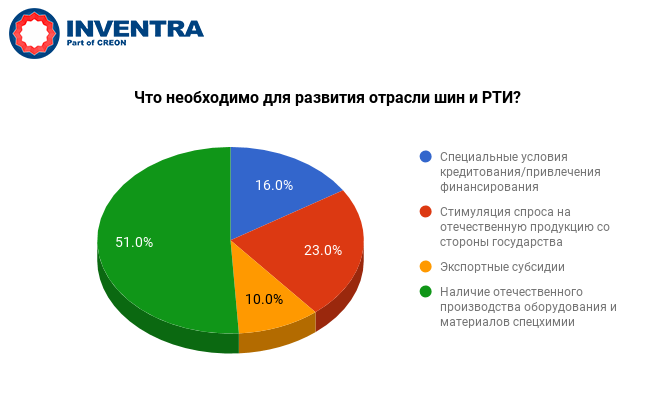 INVENTRA
Part of CREON
Что необходимо для развития отрасли шин и РТИ?
16.0%
23.0%
10.0%
51.0%
Специальные условия
кредитования/привлечения
финансирования
Стимуляция спроса на
отечественную продукцию со
стороны государства
Экспортные субсидии
Наличие отечественного
производства оборудования и
материалов спецхимии